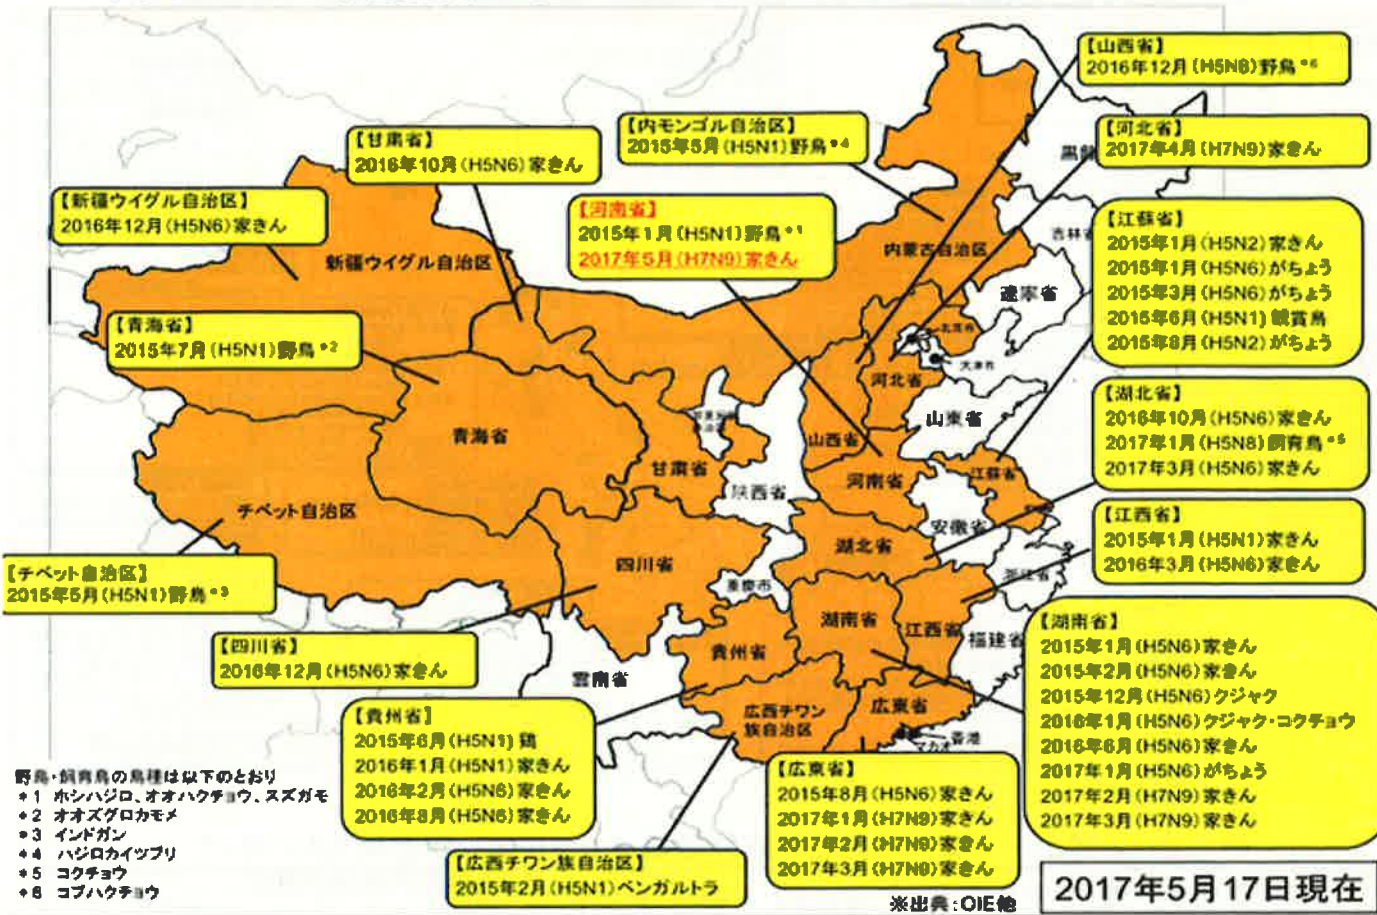 【山西省】
2016年12月(H5N8)野鳥*6
【河北省】
2017年4月(H7N9)家きん
【内モンゴル自治区】
2015年5月(H5N1)野鳥*4
【甘粛省】
2016年10月(H5N6)家きん
【新疆ウイグル自治区】
2016年12月(H5N6)家きん
【河南省】
2015年1月(H5N1)野鳥*1
2017年5月(H7N9)家きん
【江蘇省】
2015年1月(H5N2)家きん
2015年1月(H5N6)がちょう
2015年3月(H5N6)がちょう
2015年6月(H5N1)観賞鳥
2015年8月(H5N2)がちょう
【青海省】
2015年7月(H5N1)野鳥*2
【湖北省】
2016年10月(H5N6)家きん
2017年1月(H5N8)飼育鳥*5
2017年3月(H5N6)家きん
【江西省】
2015年1月(H5N1)家きん
2016年3月(H5N6)家きん
【チベット自治区】
2015年5月(H5N1)野鳥*3
【四川省】
2016年12月(H5N6)家きん
【湖南省】
2015年1月(H5N6)家きん
2015年2月(H5N6)家きん
2015年12月(H5N6)クジャク
2016年1月(H5N6)クジャク・コクチョウ
2016年6月(H5N6)家きん
2017年1月(H5N6)がちょう
2017年2月(H7N9)家きん
2017年3月(H7N9)家きん
【貴州省】
2015年6月(H5N1)鶏
2016年1月(H5N1)家きん
2016年2月(H5N6)家きん
2016年8月(H5N6)家きん
【広東省】
2015年8月(H5N6)家きん
2017年1月(H7N9)家きん
2017年2月(H7N9)家きん
2017年3月(H7N9)家きん
【広西チワン族自治区】
2015年2月(H5N1)ベンガルトラ
新疆ウイグル自治区
内蒙古自治区
吉林省
遼寧省
北京市
天津市
河北省
山東省
山西省
青海省
甘粛省
陝西省
河南省
江蘇省
チベット自治区
安徽省
湖北省
四川省
重慶市
浙江省
湖南省
江西省
福建省
貴州省
雲南省
広西チワン
族自治区
広東省
香港
マカオ
野鳥・飼育鳥の鳥種は以下のとおり
*1 ホシハジロ、オオハクチョウ、スズガモ
*2 オオズグロカモメ
*3 インドガン
*4 ハジロカイツブリ
*5 コクチョウ
*6 コブハクチョウ
※出典:OIE他
2017年5月17日現在